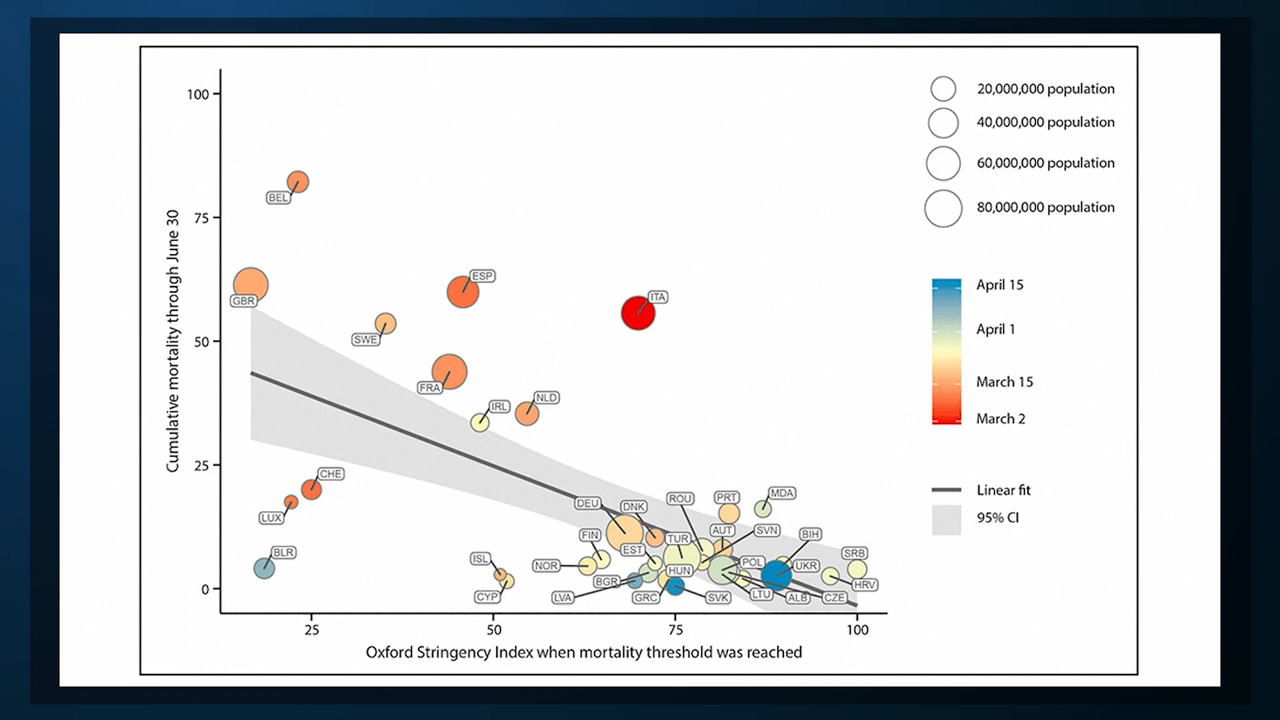 100
75
50
25
0
Cumulative mortality through June 30
25
50
75
100
Oxford Stringency Index when mortality threshold was reached
BEL
GBR
ESP
ITA
SWE
FRA
IRL
NLD
CHE
LUX
BLR
ISL
CYP
DEU
DNK
ROU
PRT
MDA
FIN
EST
TUR
AUT
SVN
BIH
NOR
BGR
HUN
POL
UKR
SRB
LVA
GRC
SVK
LTU
ALB
CZE
HRV
20,000,000 population
40,000,000 population
60,000,000 population
80,000,000 population
April 15
April 1
March 15
March 2
Linear fit
95% CI